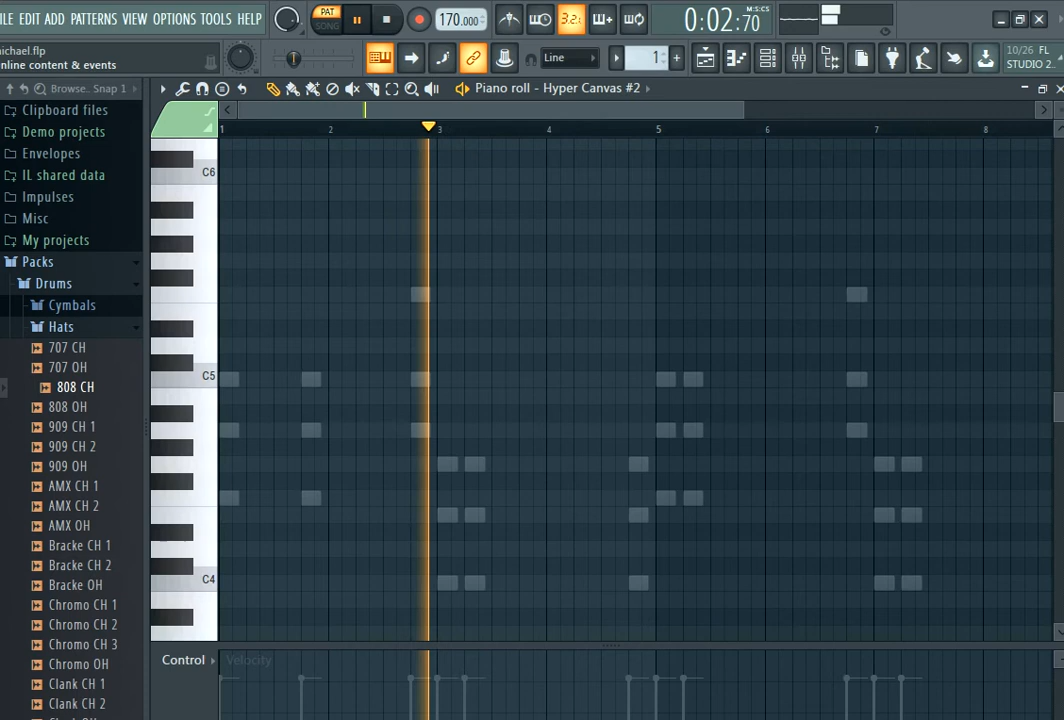 ILE EDIT ADD PATTERNS VIEW OPTIONS TOOLS HELP
PAT
SONG
170.000
3.2
0:02:70
M:S:CS
ichael.flp
nline content & events
Line
1
10/26 FL
STUDIO 2..
Browse.. Snap 1
Piano roll - Hyper Canvas #2
Clipboard files
Demo projects
Envelopes
IL shared data
Impulses
Misc
My projects
Packs
Drums
Cymbals
Hats
707 CH
707 OH
808 CH
808 OH
909 CH 1
909 CH 2
909 OH
AMX CH 1
AMX CH 2
AMX OH
Bracke CH 1
Bracke CH 2
Bracke OH
Chromo CH 1
Chromo CH 2
Chromo CH 3
Chromo OH
Clank CH 1
Clank CH 2
1 2 3 4 5 6 7 8
C6
C5
C4
Control
Velocity